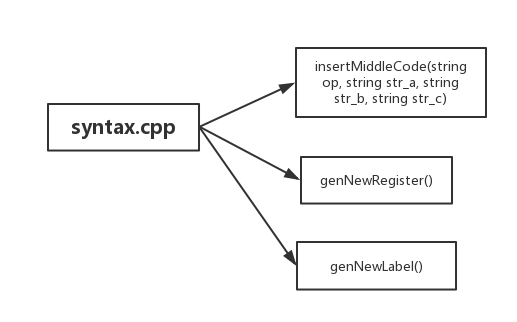 syntax.cpp
insertMiddleCode(string
op, string str_a, string
str_b, string str_c)
genNewRegister()
genNewLabel()